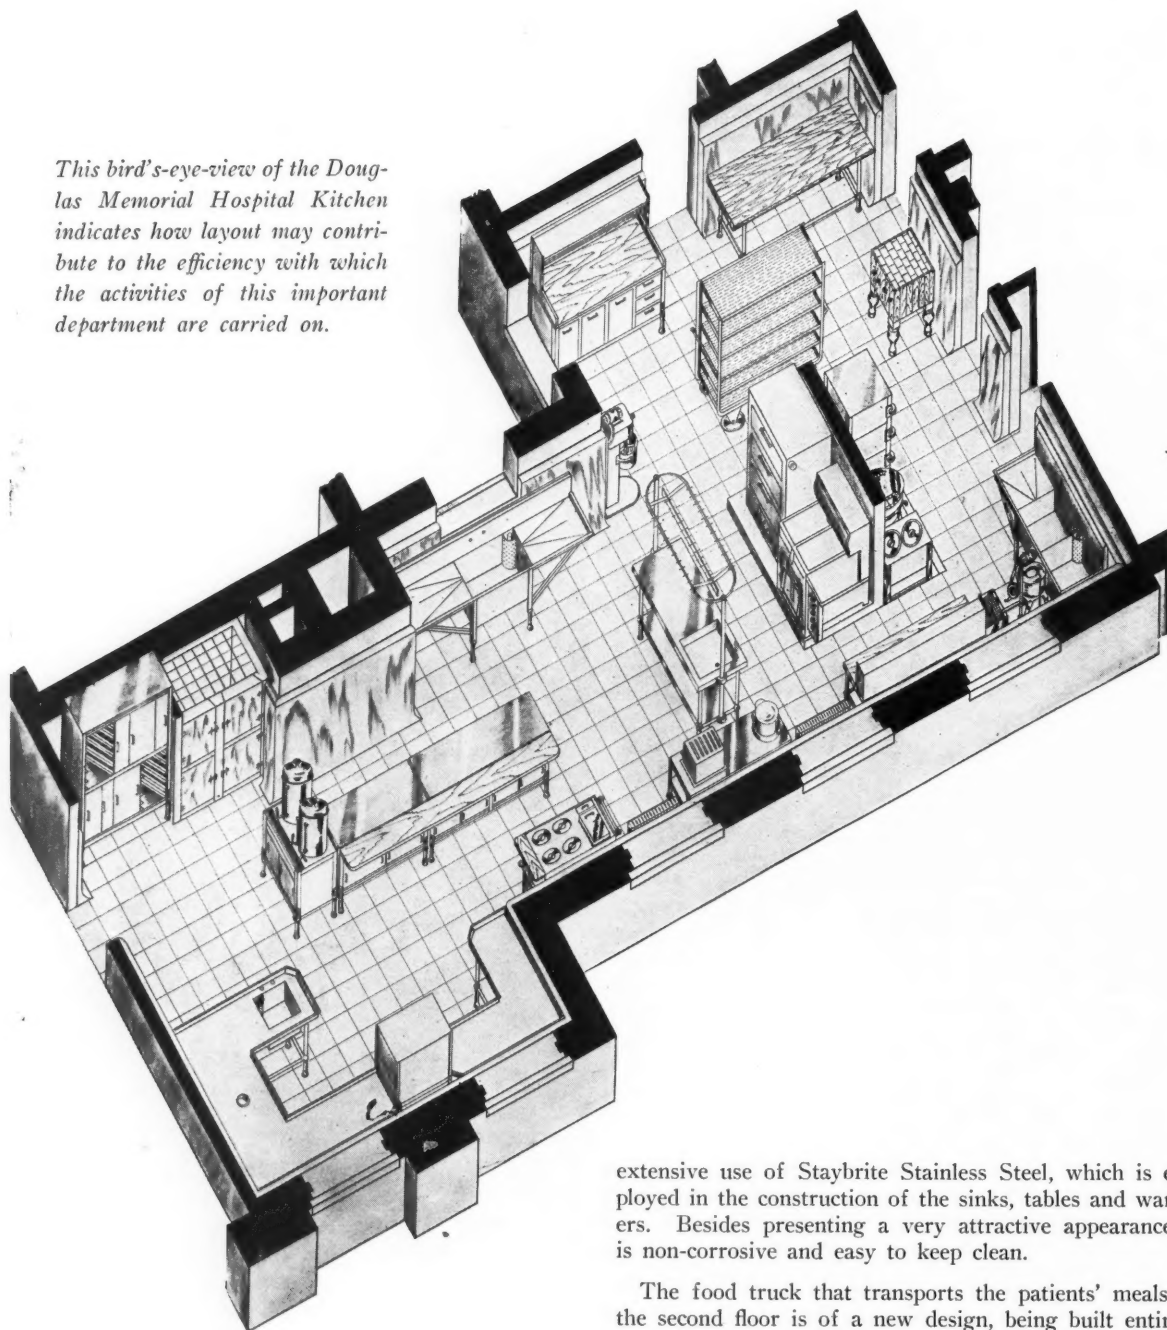 This bird's-eye-view of the Doug-
las Memorial Hospital Kitchen
indicates how layout may contri-
bute to the efficiency with which
the activities of this important
department are carried on.
extensive use of Staybrite Stainless Steel, which is
ployed in the construction of the sinks, tables and
ers. Besides presenting a very attractive appearance
is non-corrosive and easy to keep clean.
The food truck that transports the patients' meals
the second floor is of a new design, being built